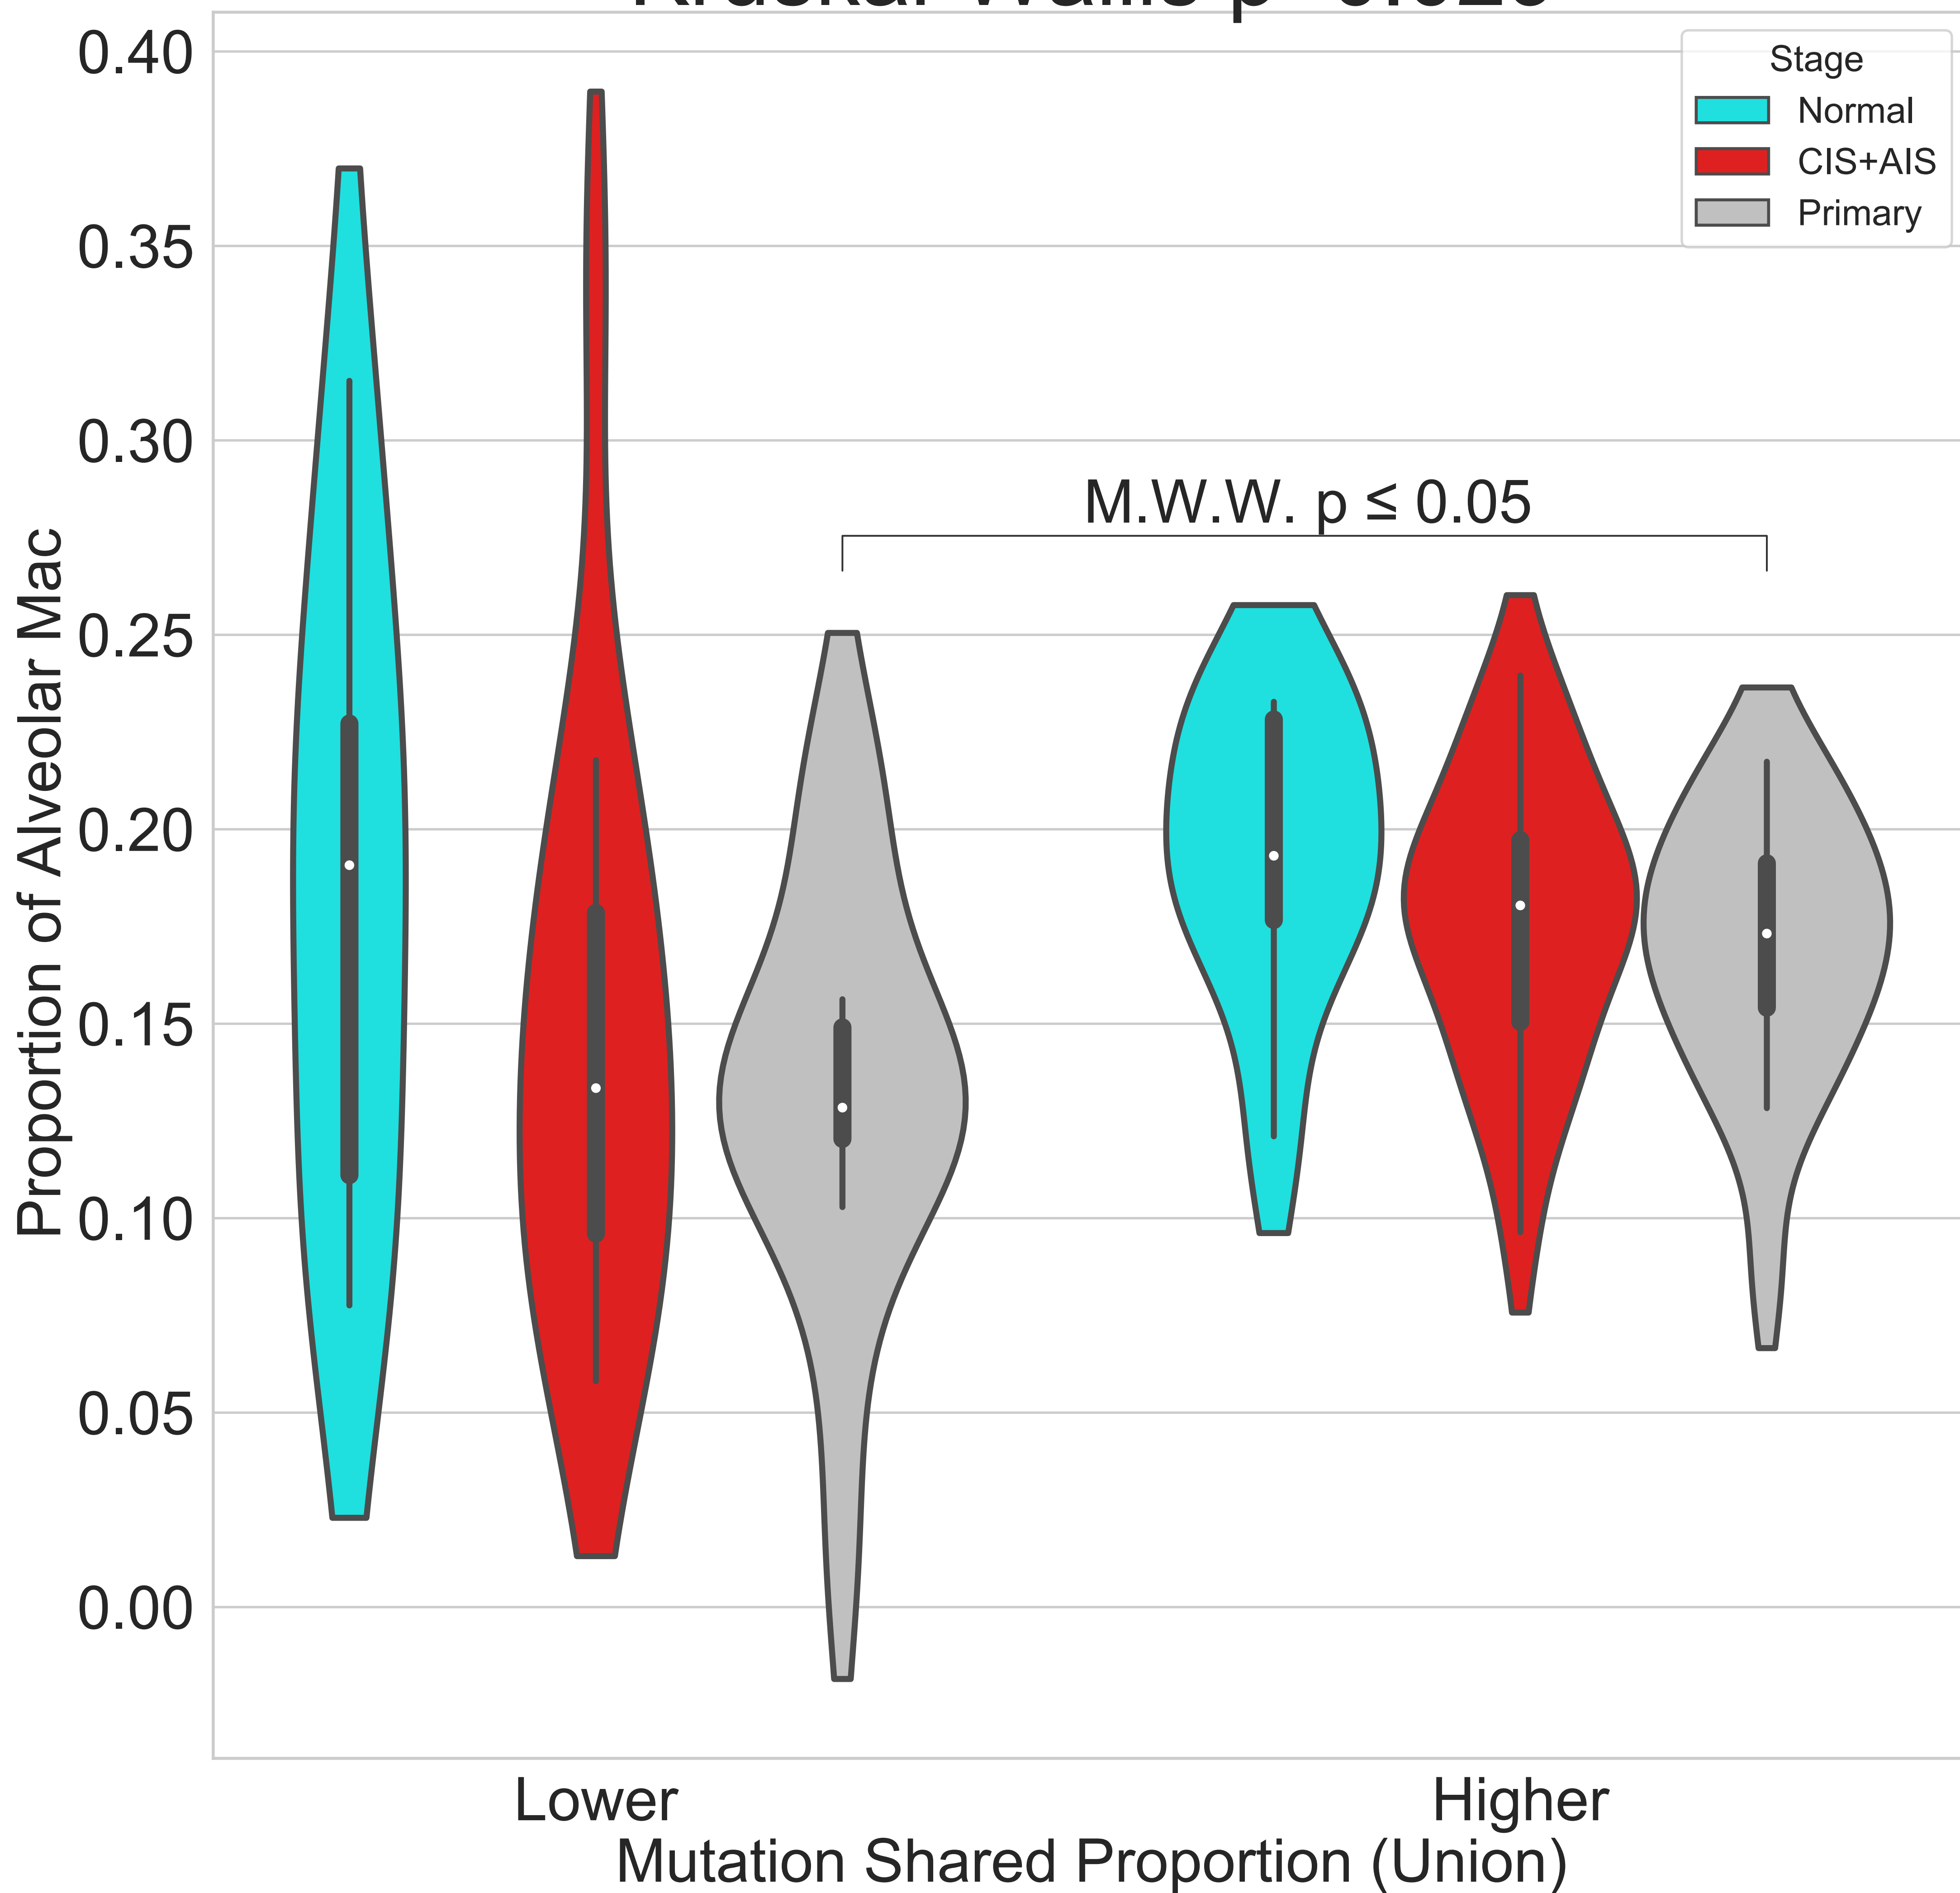 0.40
0.35
0.30
0.25
0.20
0.15
0.10
0.05
0.00
Proportion of Alveolar Mac
Stage
Normal
CIS+AIS
Primary
M.W.W. p ≤ 0.05
Lower
Higher
Mutation Shared Proportion (Union)